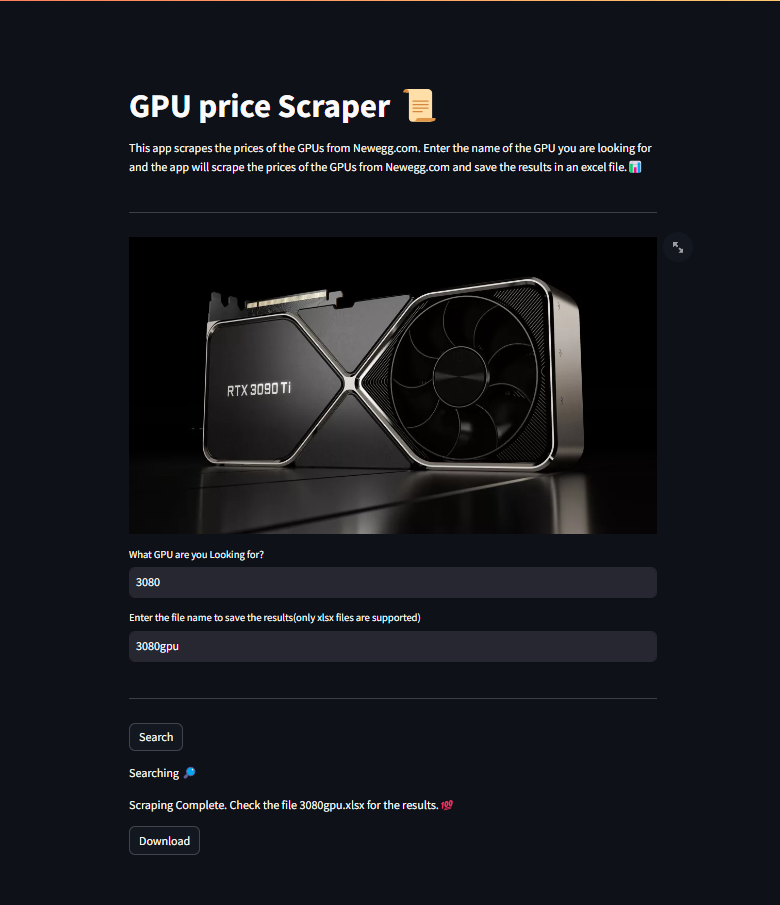 GPU price Scraper 📜
This app scrapes the prices of the GPUs from Newegg.com. Enter the name of the GPU you are looking for
and the app will scrape the prices of the GPUs from Newegg.com and save the results in an excel file. 📊
RTX 3090 Ti
What GPU are you Looking for?
3080
Enter the file name to save the results(only xlsx files are supported)
3080gpu
Search
Searching 🔎
Scraping Complete. Check the file 3080gpu.xlsx for the results. 💯
Download